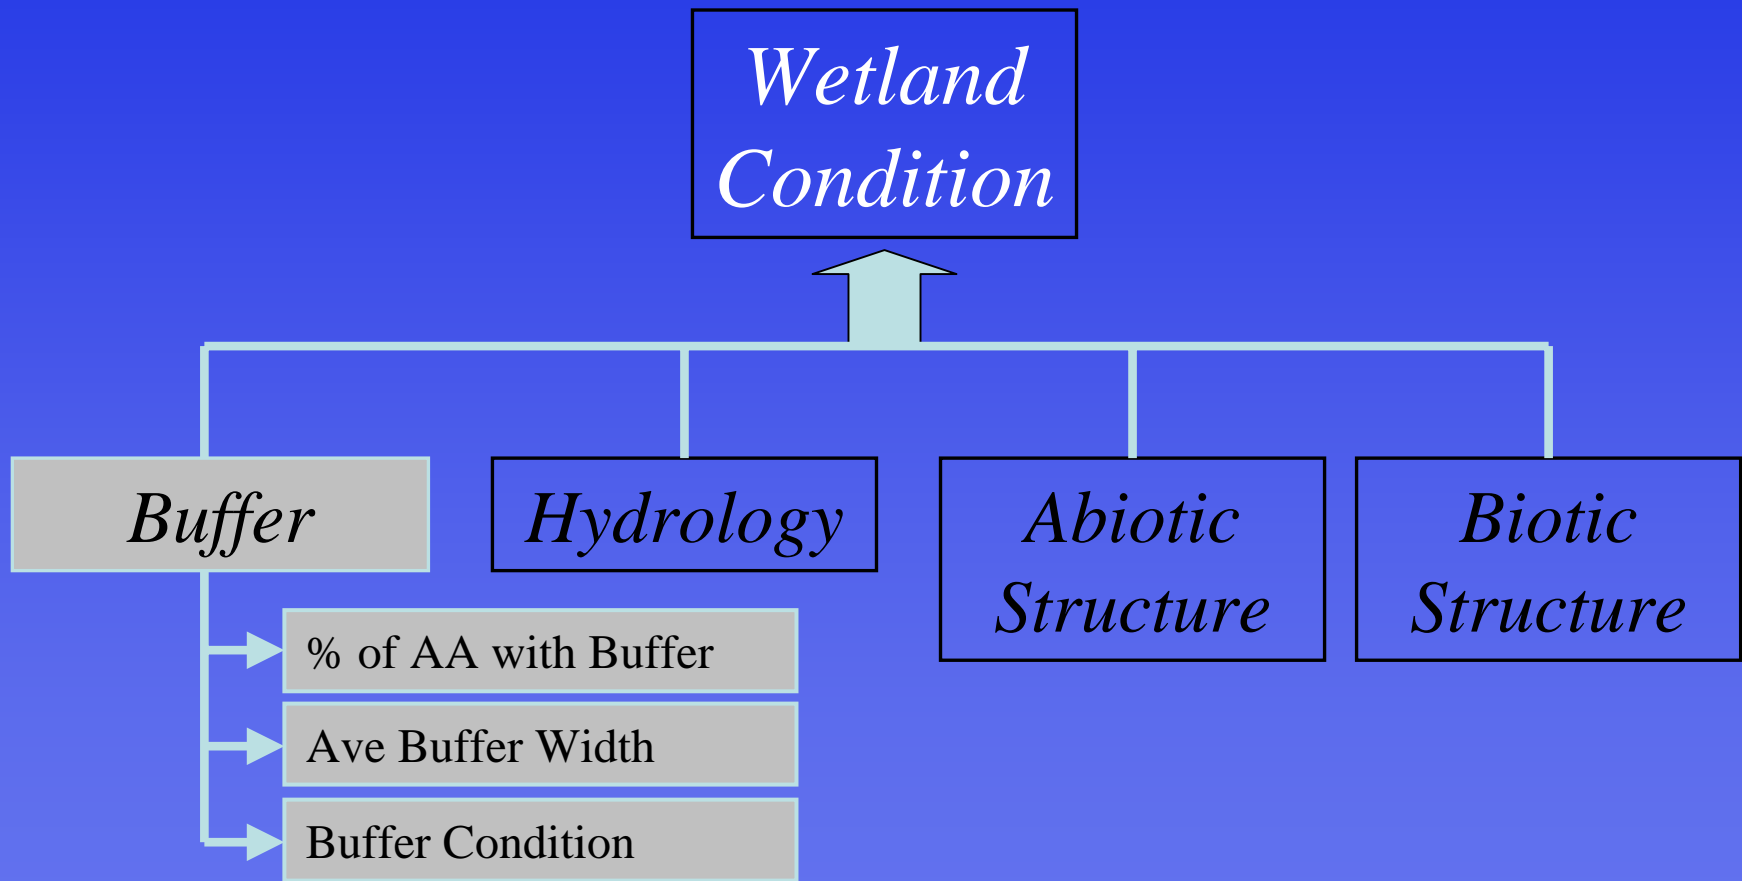 Wetland
Condition
Buffer
Hydrology
Abiotic
Structure
Biotic
Structure
% of AA with Buffer
Ave Buffer Width
Buffer Condition